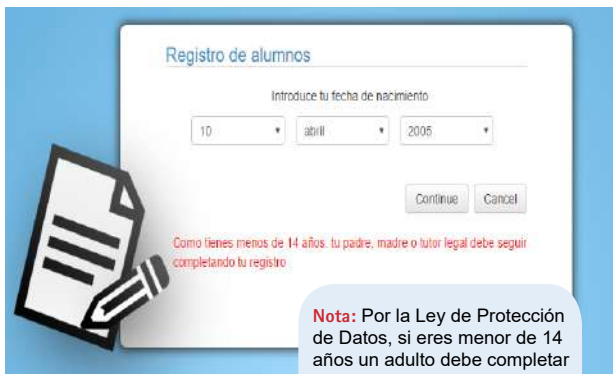 Registro de alumnos
Introduce tu fecha de nacimiento
10 abril 2005
Continue Cancel
Como tienes menos de 14 años, tu padre, madre o tutor legal debe seguir
completando tu registro
Nota: Por la Ley de Protección
de Datos, si eres menor de 14
años un adulto debe completar